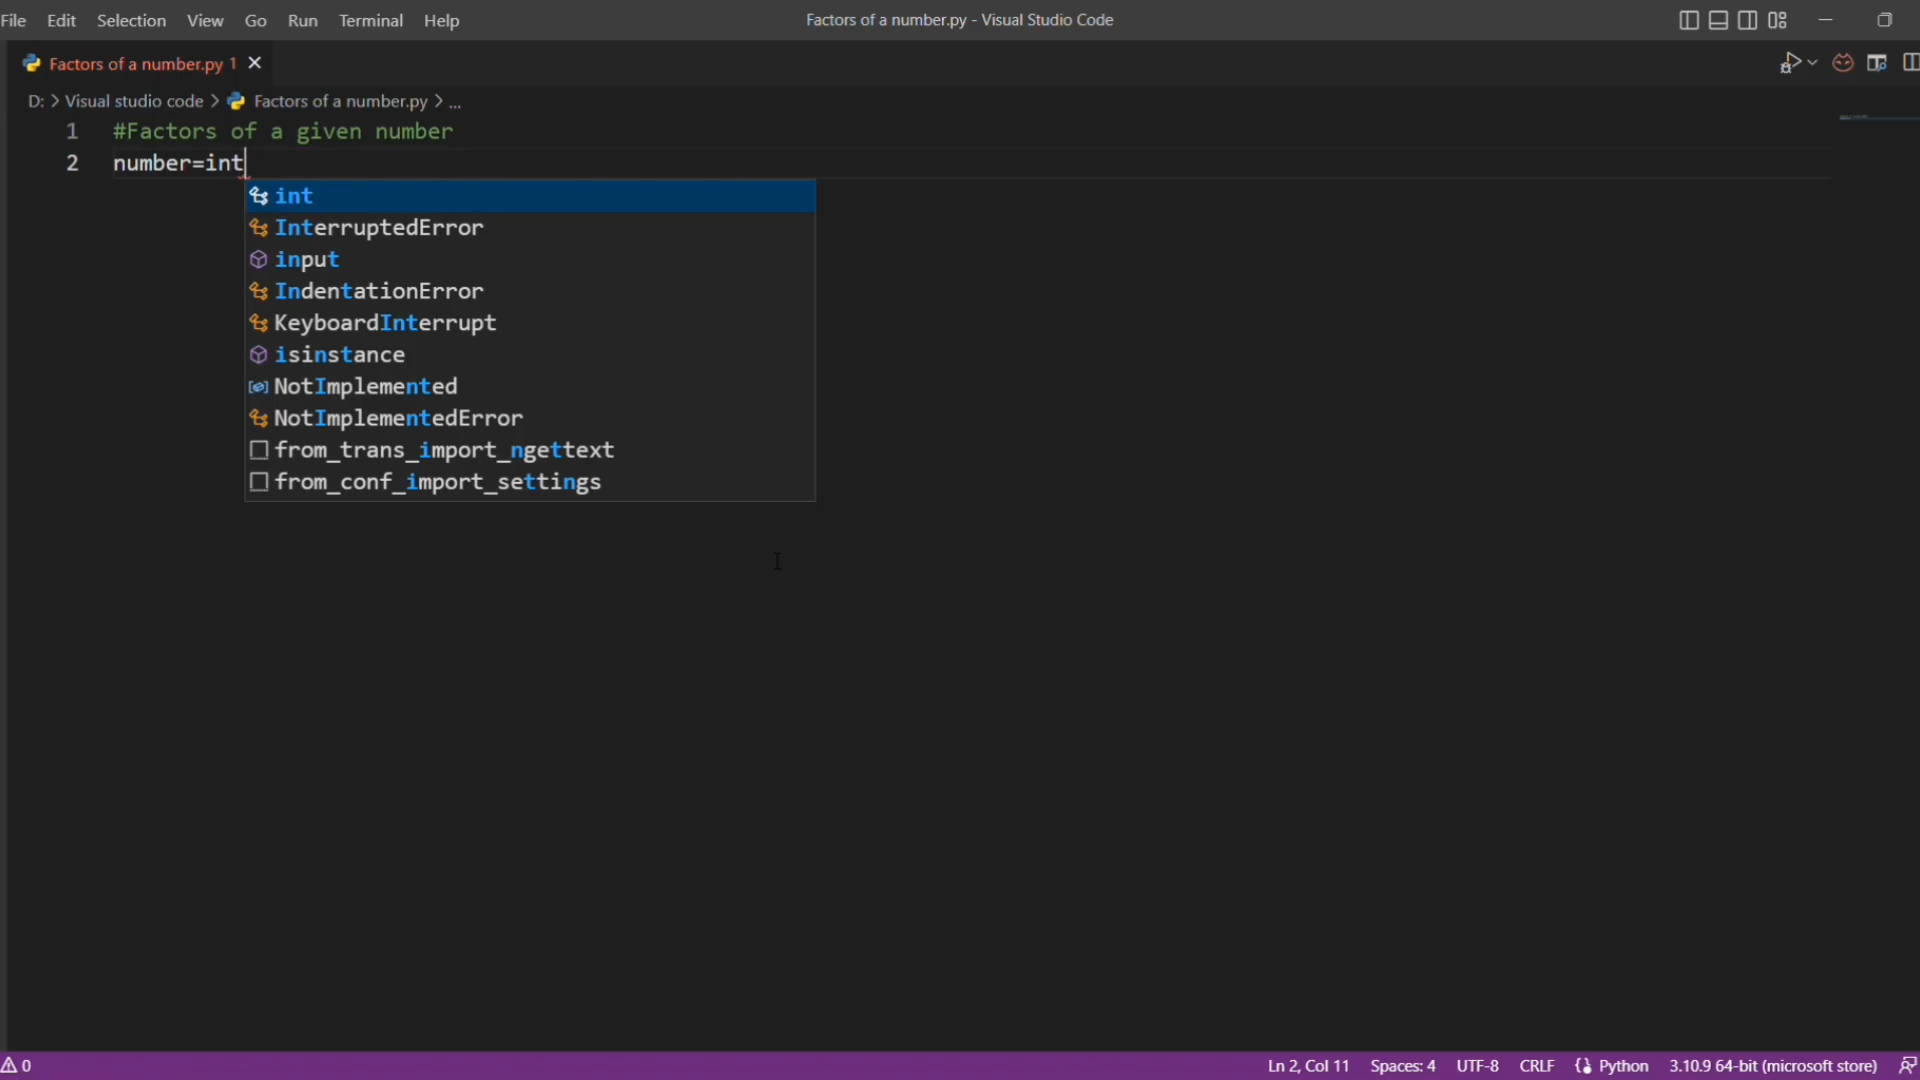 File Edit Selection View Go Run Terminal Help Factors of a number.py - Visual Studio Code
Factors of a number.py 1
D: > Visual studio code > Factors of a number.py > ...
1 #Factors of a given number
2 number=int
int
InterruptedError
input
IndentationError
KeyboardInterrupt
isinstance
NotImplemented
NotImplementedError
from_trans_import_ngettext
from_conf_import_settings
0 Ln 2, Col 11 Spaces: 4 UTF-8 CRLF Python 3.10.9 64-bit (microsoft store)